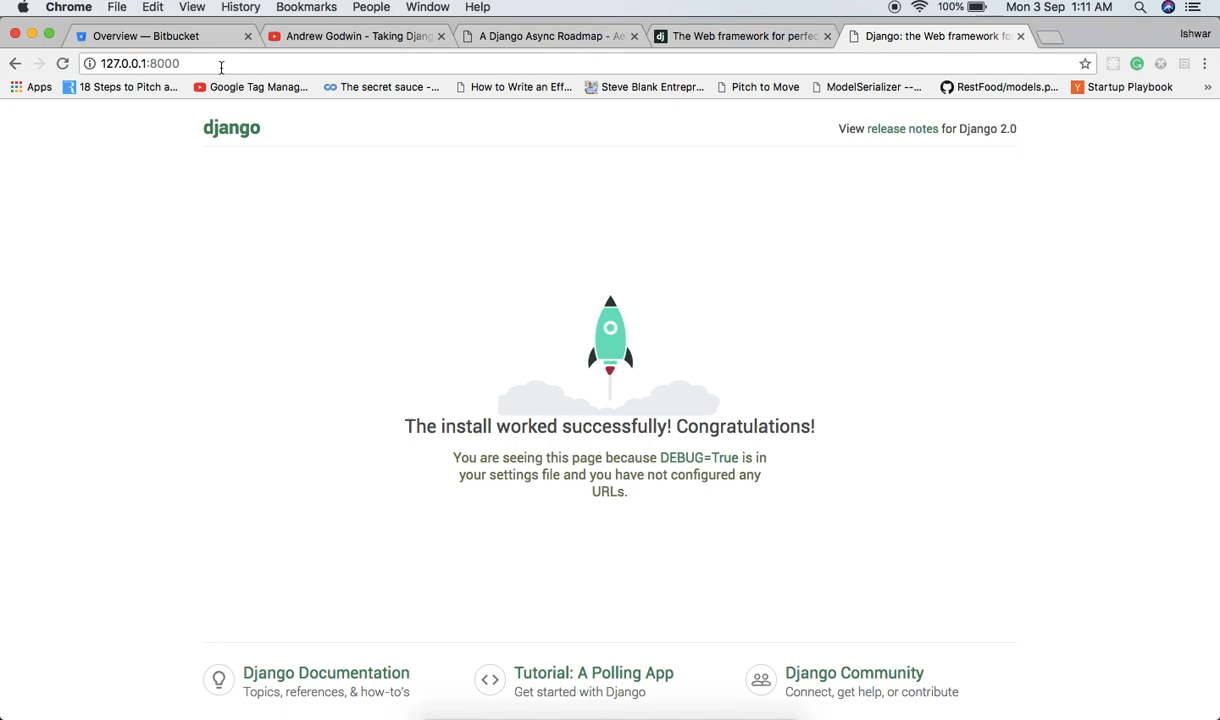 Chrome File Edit View History Bookmarks People Window Help 100% Mon 3 Sep 1:11 AM
Overview — Bitbucket Andrew Godwin - Taking Djang A Django Async Roadmap - Ae The Web framework for perfec Django: the Web framework fo Ishwar
127.0.0.1:8000
Apps 18 Steps to Pitch a... Google Tag Manag... The secret sauce -... How to Write an Eff... Steve Blank Entrepr... Pitch to Move ModelSerializer --... RestFood/models.p... Startup Playbook »
django View release notes for Django 2.0
The install worked successfully! Congratulations!
You are seeing this page because DEBUG=True is in
your settings file and you have not configured any
URLs.
Django Documentation Tutorial: A Polling App Django Community
Topics, references, & how-to's Get started with Django Connect, get help, or contribute